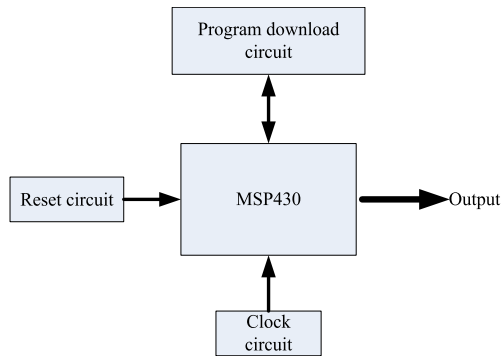 Program download
circuit
Reset circuit
MSP430
Output
Clock
circuit